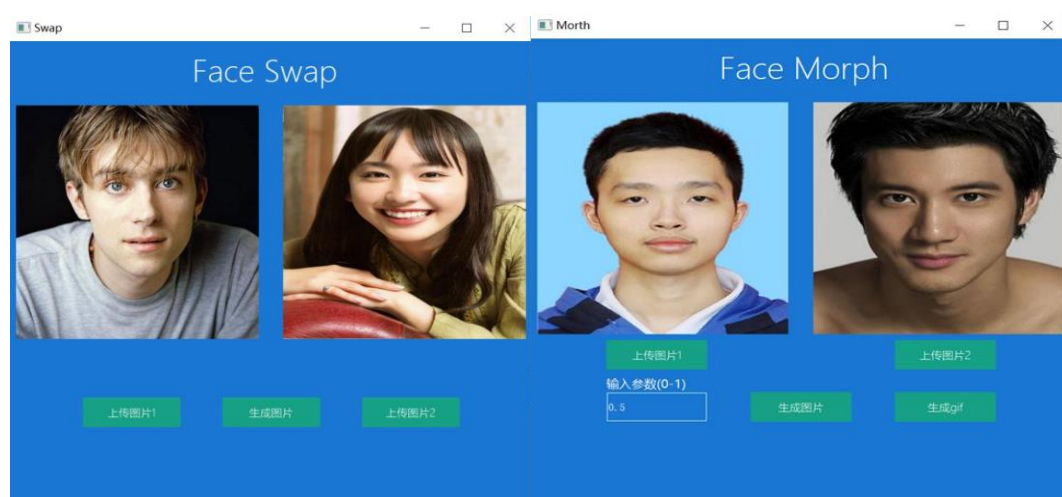 Swap
Face Swap
上传图片1
生成图片
上传图片2
Morth
Face Morph
上传图片1
上传图片2
输入参数(0-1)
0.5
生成图片
生成gif